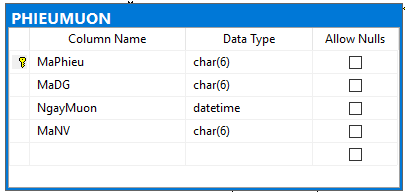 PHIEUMUON
Column Name Data Type Allow Nulls
MaPhieu char(6)
MaDG char(6)
NgayMuon datetime
MaNV char(6)